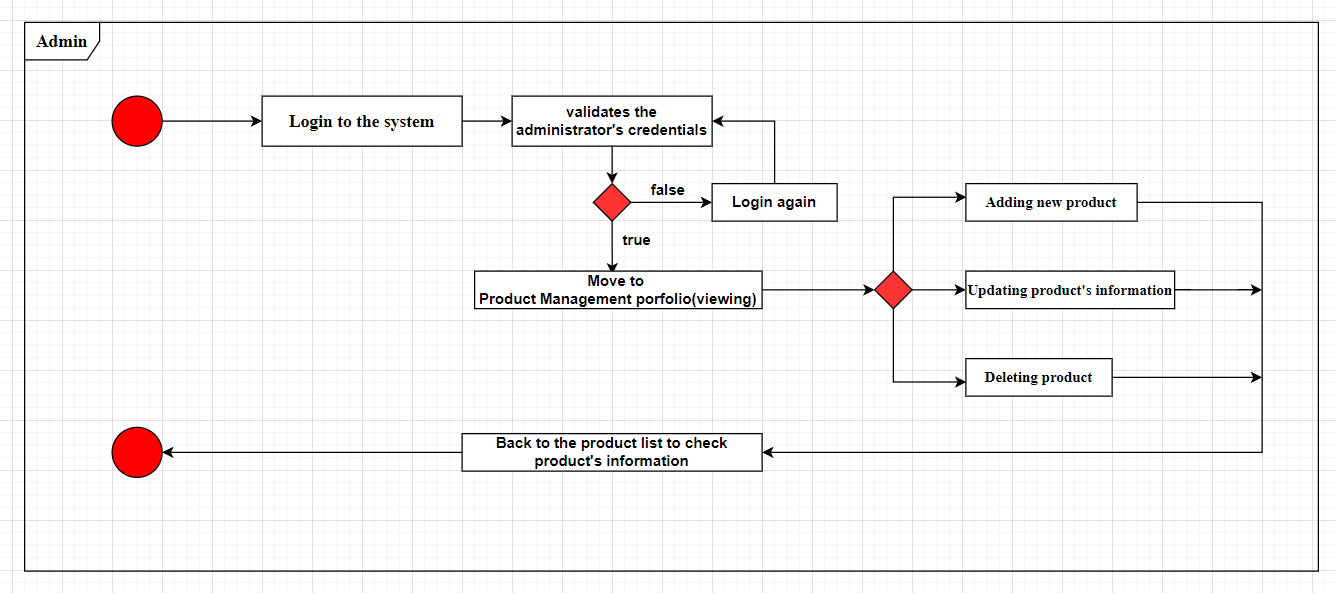 Admin
Login to the system
validates the
administrator's credentials
false
Login again
true
Move to
Product Management porfolio(viewing)
Adding new product
Updating product's information
Deleting product
Back to the product list to check
product's information